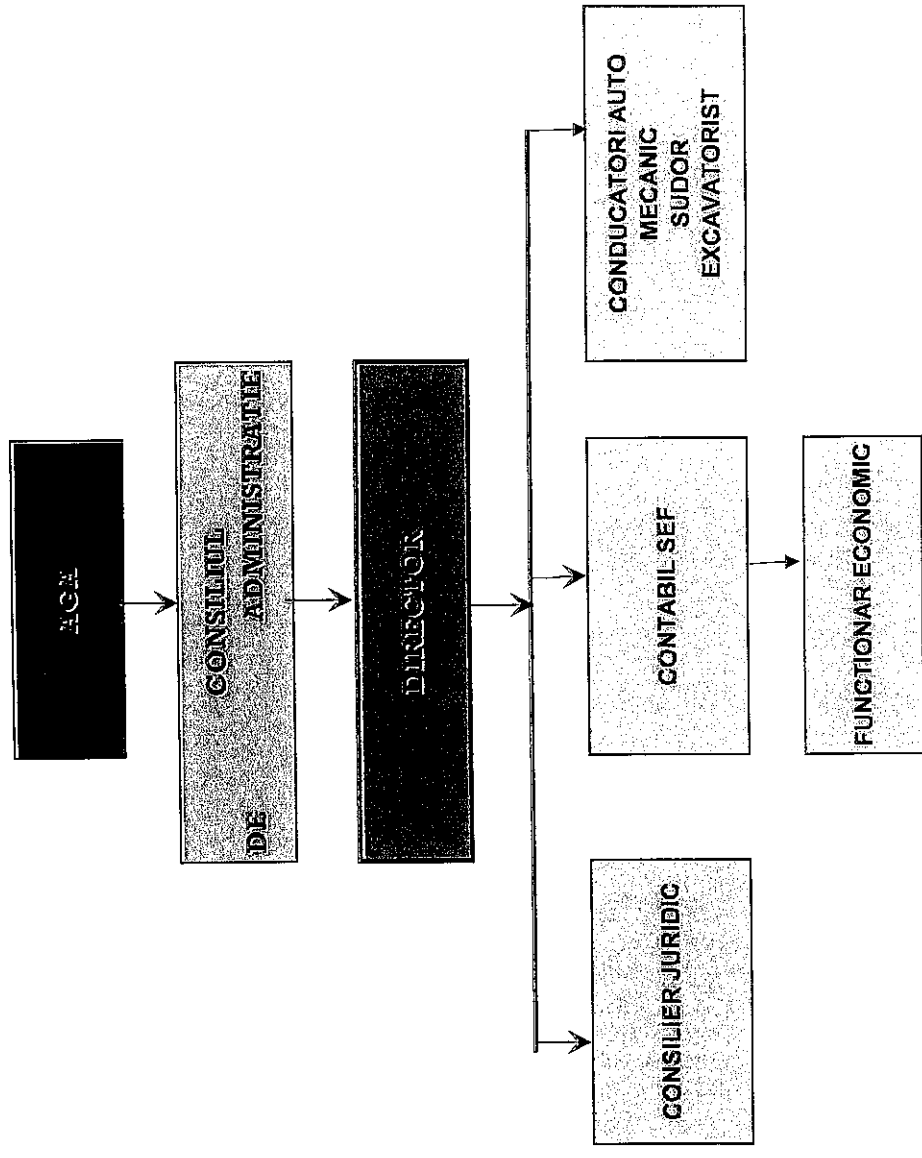 AGA
CONSILIUL
DE ADMINISTRATIE
DIRECTOR
CONSILIER JURIDIC
CONTABIL SEF
CONDUCATORI AUTO
MECANIC
SUDOR
EXCAVATORIST
FUNCTIONAR ECONOMIC